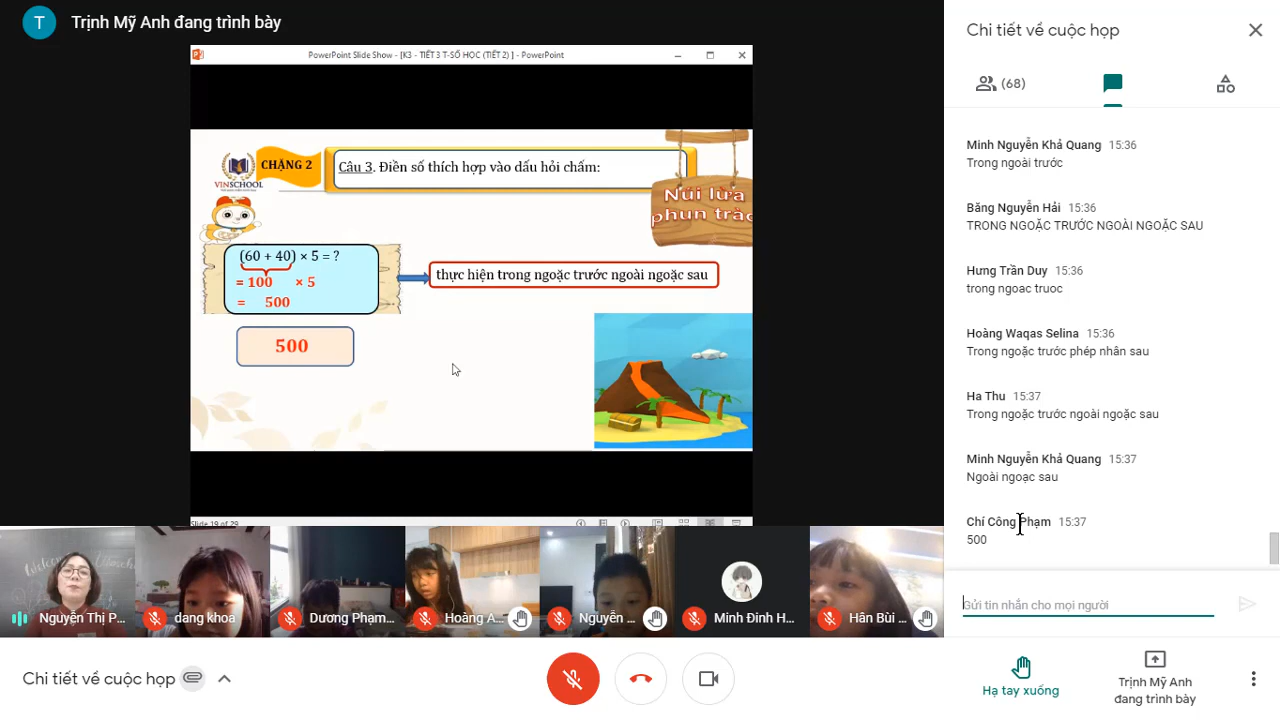 T
Trịnh Mỹ Anh đang trình bày
PowerPoint Slide Show - [K3 - TIẾT 3 T-SỐ HỌC (TIẾT 2) ] - PowerPoint
VINSCHOOL
CHẶNG 2
Câu 3. Điền số thích hợp vào dấu hỏi chấm:
Núi lửa
phun trào
(60 + 40) × 5 = ?
= 100 × 5
= 500
thực hiện trong ngoặc trước ngoài ngoặc sau
500
Slide 19 of 29
Nguyễn Thị P...
dang khoa
Dương Phạm...
Hoàng A...
Nguyễn ...
Minh Đinh H...
Hân Bùi ...
Chi tiết về cuộc họp
Chi tiết về cuộc họp
(68)
Minh Nguyễn Khả Quang 15:36
Trong ngoài trước
Băng Nguyễn Hải 15:36
TRONG NGOẶC TRƯỚC NGOÀI NGOẶC SAU
Hưng Trần Duy 15:36
trong ngoac truoc
Hoàng Waqas Selina 15:36
Trong ngoặc trước phép nhân sau
Ha Thu 15:37
Trong ngoặc trước ngoài ngoặc sau
Minh Nguyễn Khả Quang 15:37
Ngoài ngoạc sau
Chí Công Phạm 15:37
500
Gửi tin nhắn cho mọi người
Hạ tay xuống
Trịnh Mỹ Anh
đang trình bày